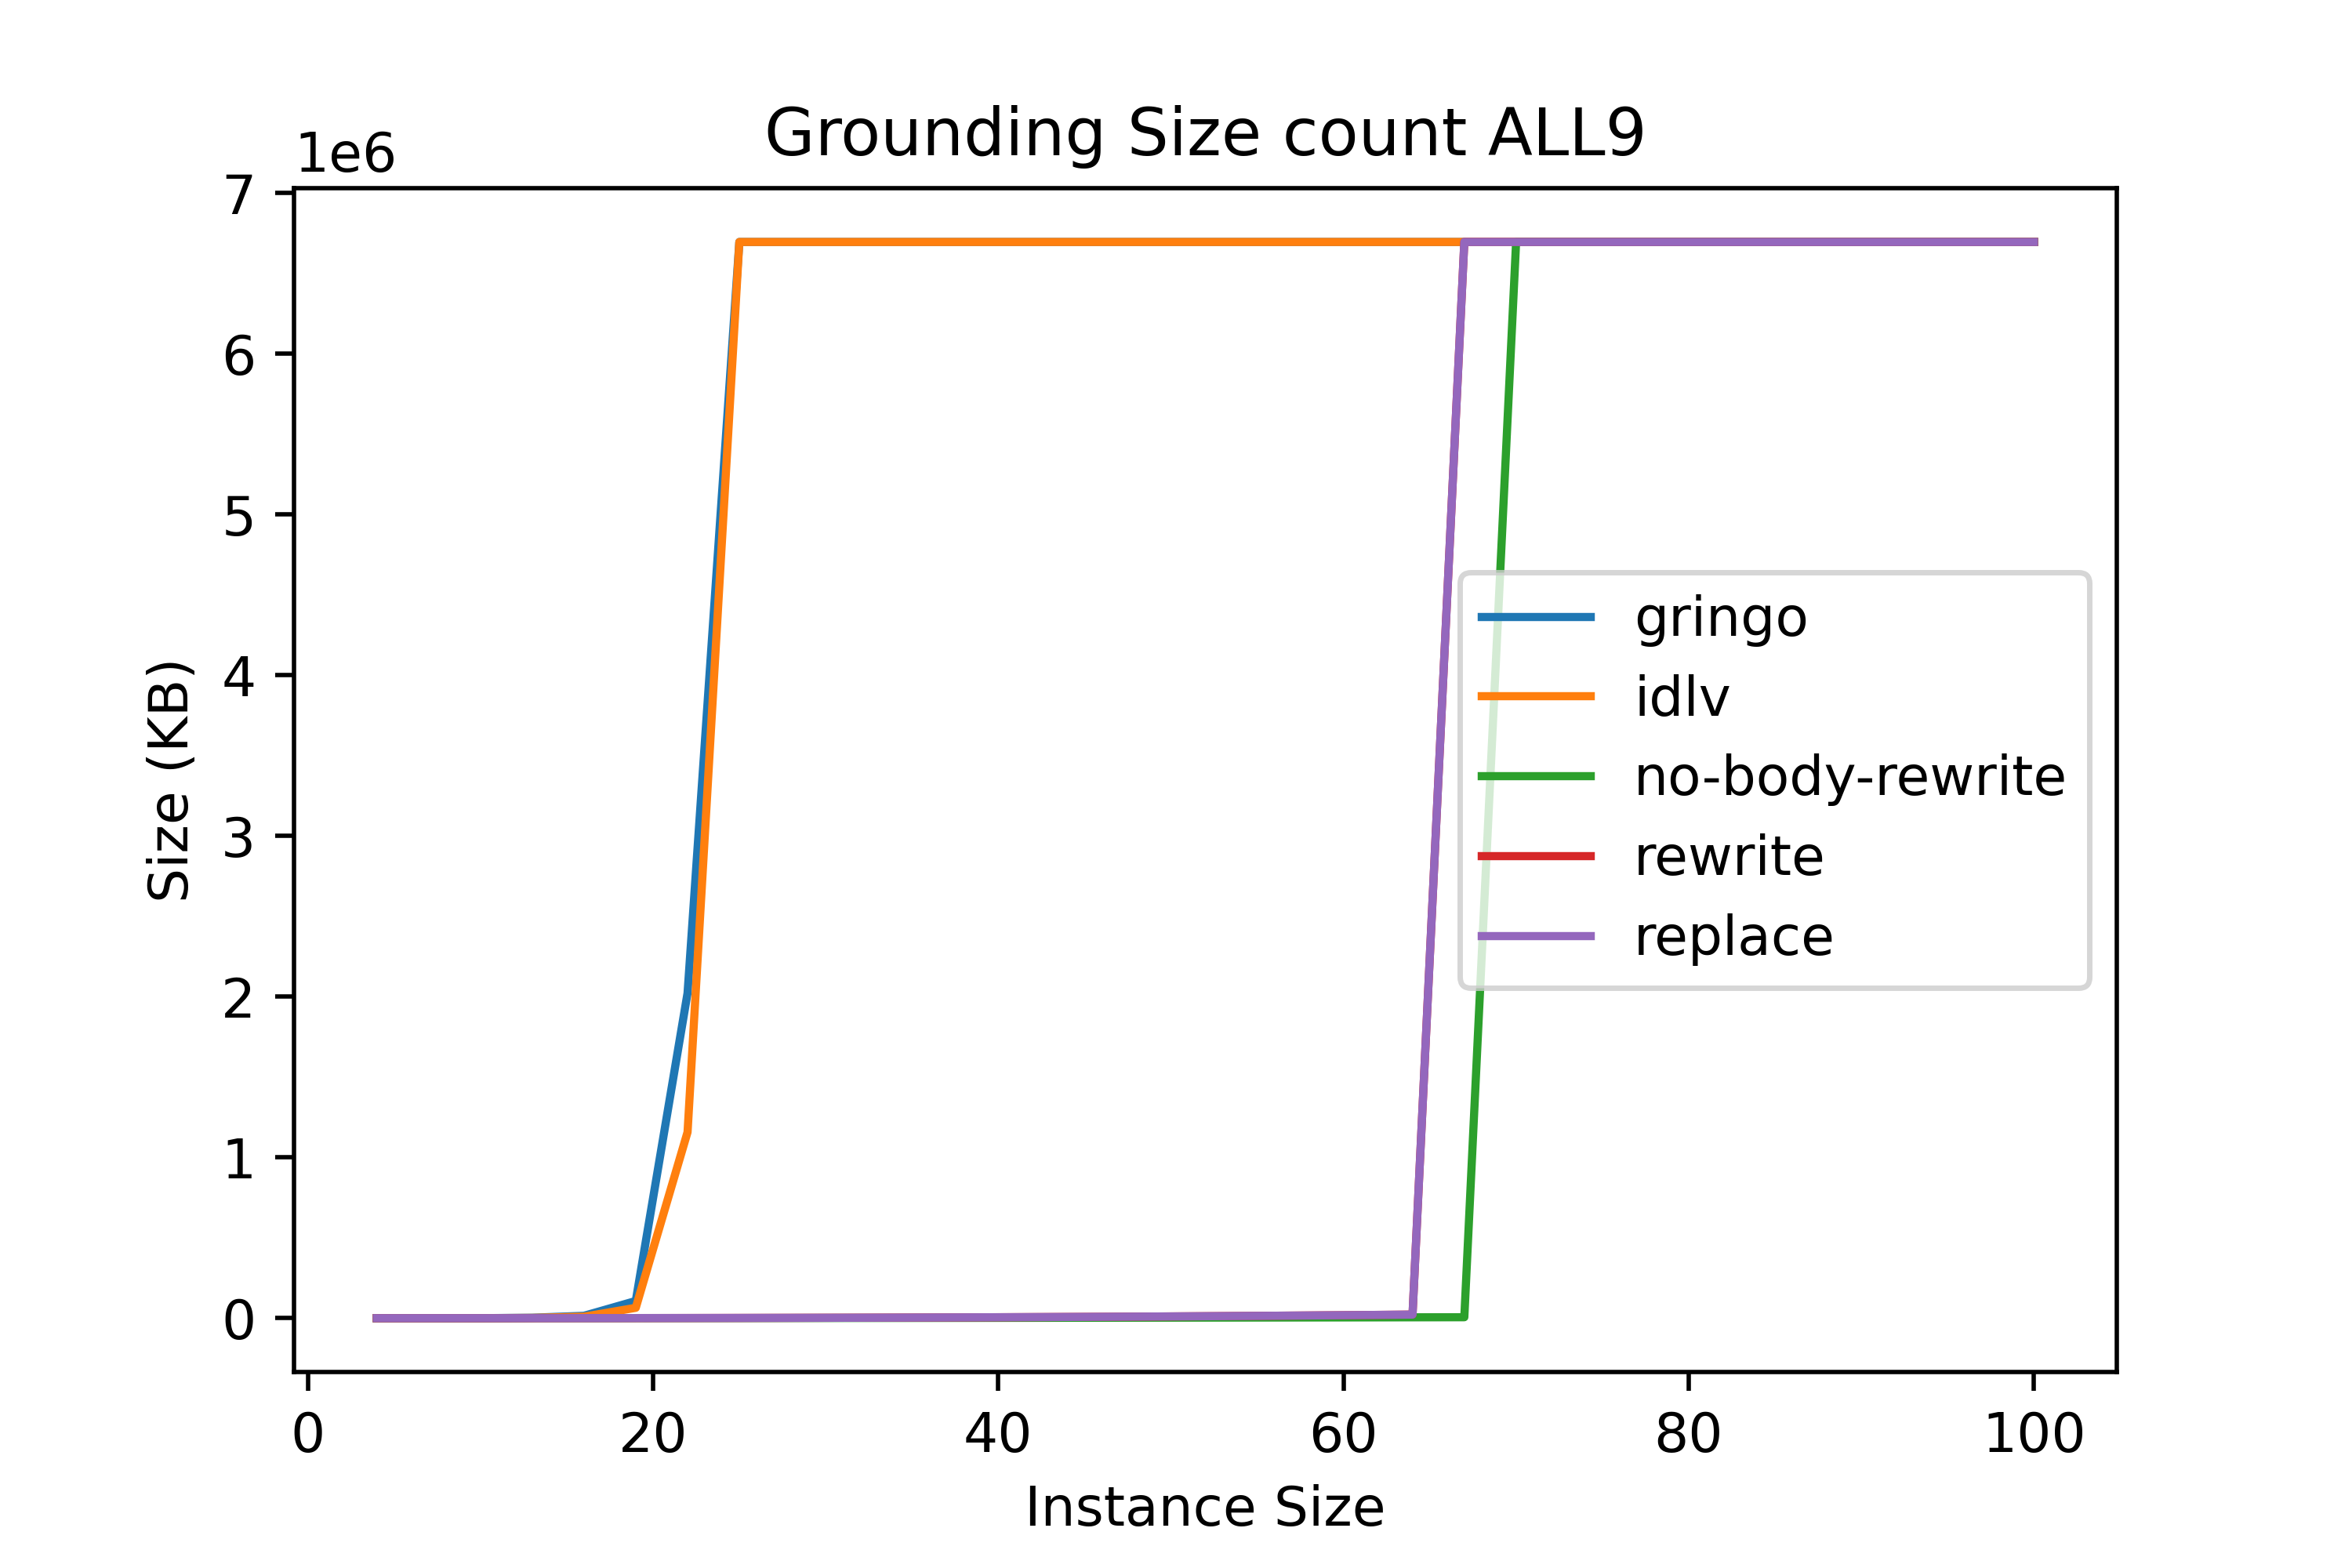 Grounding Size count ALL9
1e6
7
6
5
4
3
2
1
0
Size (KB)
gringo
idlv
no-body-rewrite
rewrite
replace
0 20 40 60 80 100
Instance Size